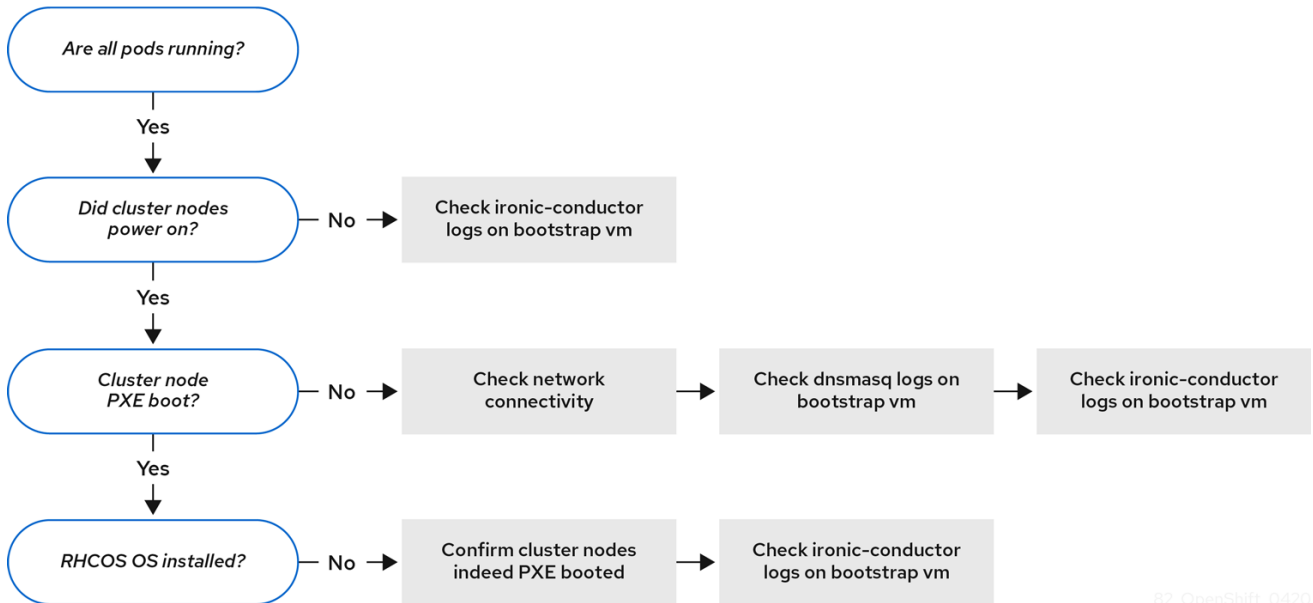 Are all pods running?
Yes
Did cluster nodes
power on?
No
Check ironic-conductor
logs on bootstrap vm
Yes
Cluster node
PXE boot?
No
Check network
connectivity
Check dnsmasq logs on
bootstrap vm
Check ironic-conductor
logs on bootstrap vm
Yes
RHCOS OS installed?
No
Confirm cluster nodes
indeed PXE booted
Check ironic-conductor
logs on bootstrap vm
82_OpenShift_0420